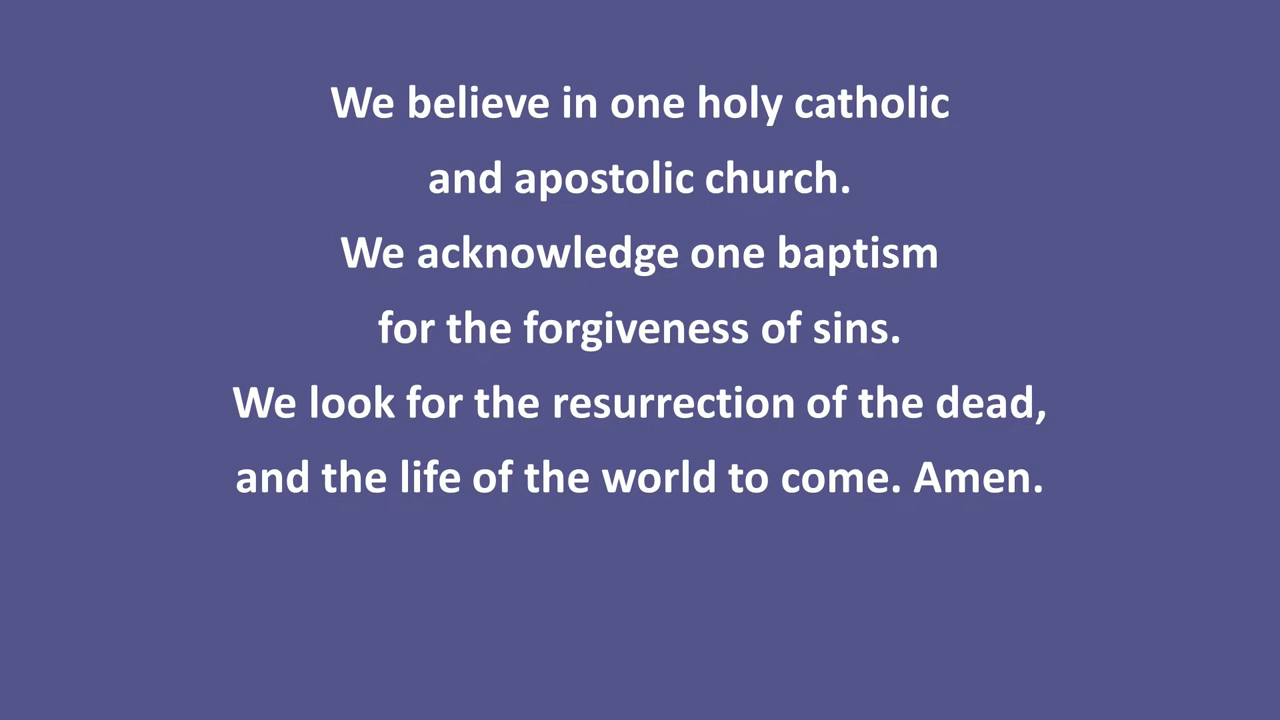 We believe in one holy catholic
and apostolic church.
We acknowledge one baptism
for the forgiveness of sins.
We look for the resurrection of the dead,
and the life of the world to come. Amen.